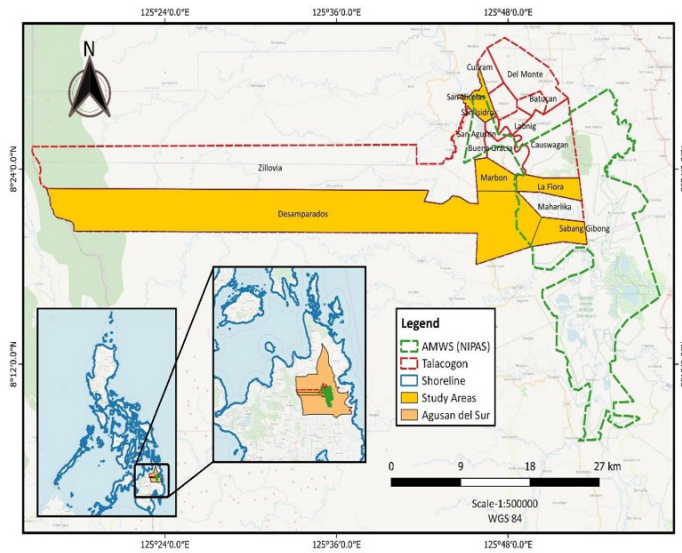 125°24'0.0"E
125°36'0.0"E
125°48'0.0"E
N
Culiram
Del Monte
San Nicolas
Batucan
San Isidro
Labnig
San Agustin
Buena Gracia
Causwagan
8°24'0.0"N
Zillovia
Marbon
La Flora
Maharlika
Desamparados
Sabang Gibong
8°12'0.0"N
Legend
AMWS (NIPAS)
Talacogon
Shoreline
Study Areas
Agusan del Sur
0 9 18 27 km
Scale-1:500000
WGS 84
125°24'0.0"E
125°36'0.0"E
125°48'0.0"E